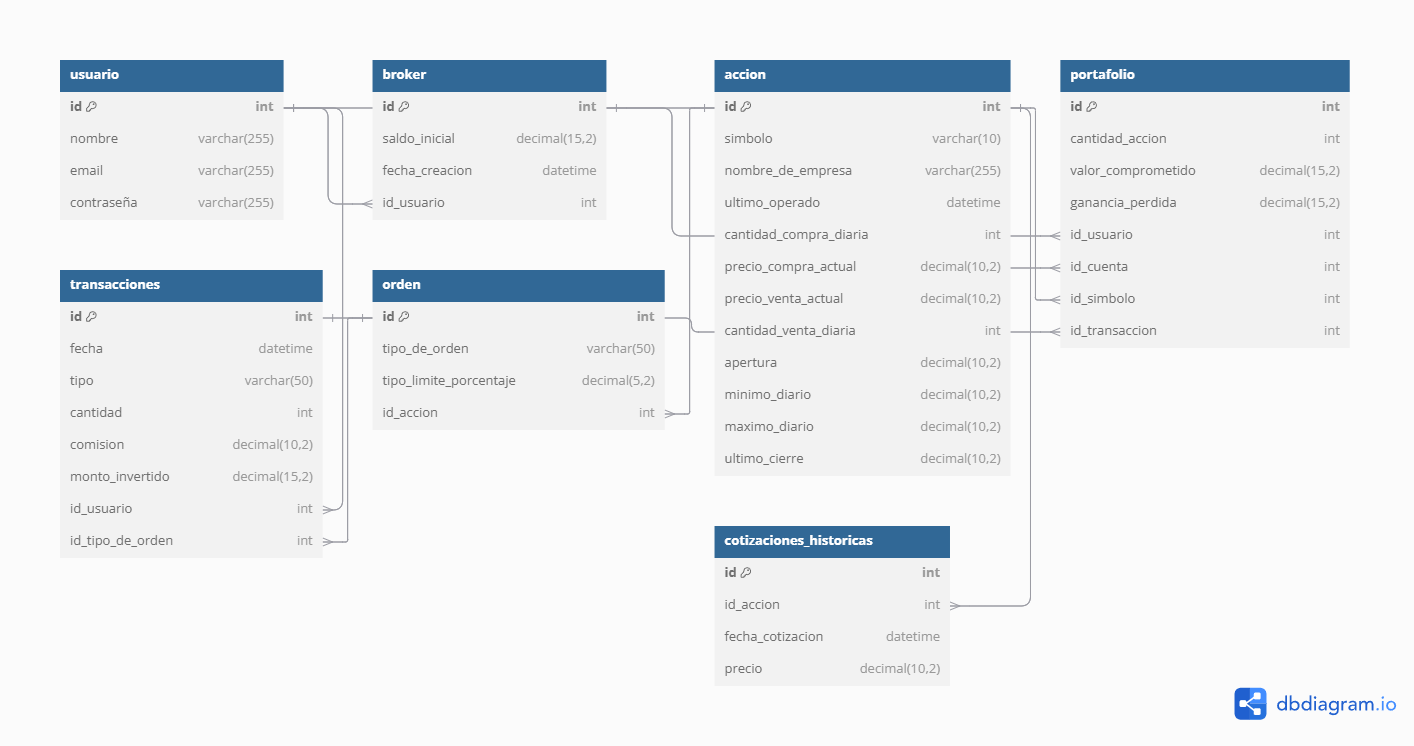 usuario
id int
nombre varchar(255)
email varchar(255)
contraseña varchar(255)
broker
id int
saldo_inicial decimal(15,2)
fecha_creacion datetime
id_usuario int
accion
id int
simbolo varchar(10)
nombre_de_empresa varchar(255)
ultimo_operado datetime
cantidad_compra_diaria int
precio_compra_actual decimal(10,2)
precio_venta_actual decimal(10,2)
cantidad_venta_diaria int
apertura decimal(10,2)
minimo_diario decimal(10,2)
maximo_diario decimal(10,2)
ultimo_cierre decimal(10,2)
portafolio
id int
cantidad_accion int
valor_comprometido decimal(15,2)
ganancia_perdida decimal(15,2)
id_usuario int
id_cuenta int
id_simbolo int
id_transaccion int
transacciones
id int
fecha datetime
tipo varchar(50)
cantidad int
comision decimal(10,2)
monto_invertido decimal(15,2)
id_usuario int
id_tipo_de_orden int
orden
id int
tipo_de_orden varchar(50)
tipo_limite_porcentaje decimal(5,2)
id_accion int
cotizaciones_historicas
id int
id_accion int
fecha_cotizacion datetime
precio decimal(10,2)
dbdiagram.io